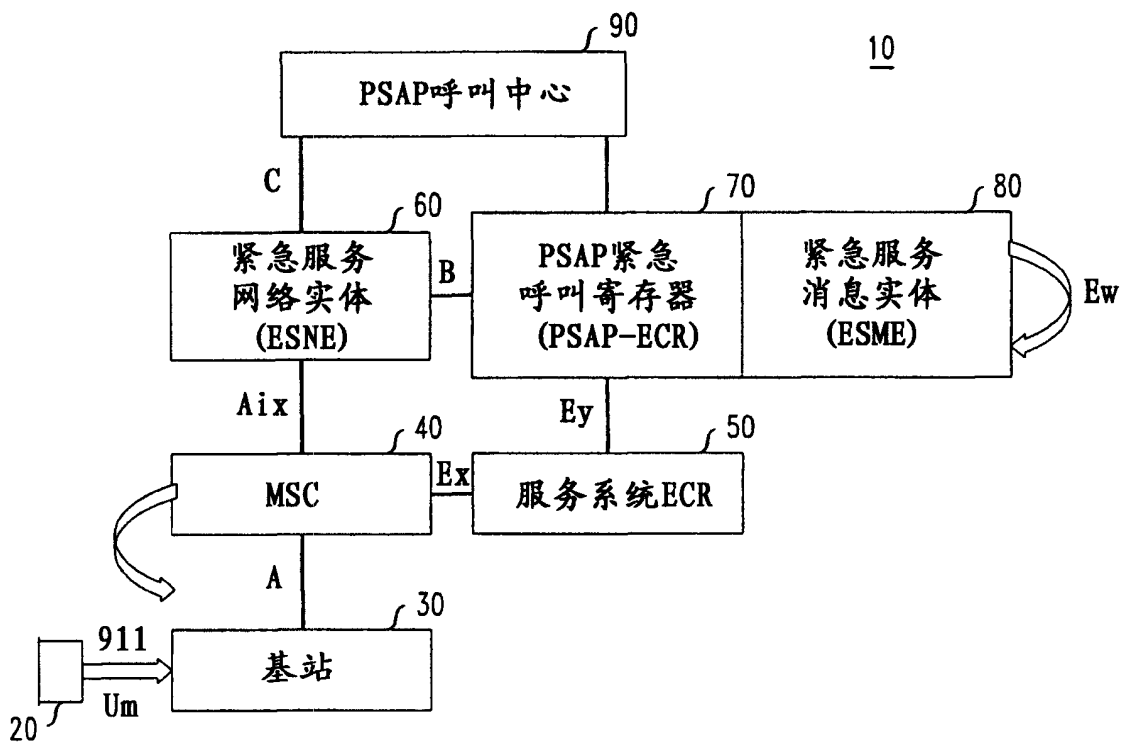 90
10
PSAP呼叫中心
C
60
70
80
紧急服务
网络实体
(ESNE)
B
PSAP紧急
呼叫寄存器
(PSAP-ECR)
紧急服务
消息实体
(ESME)
Ew
Aix
Ey
40
50
MSC
Ex
服务系统ECR
A
30
911
基站
Um
20